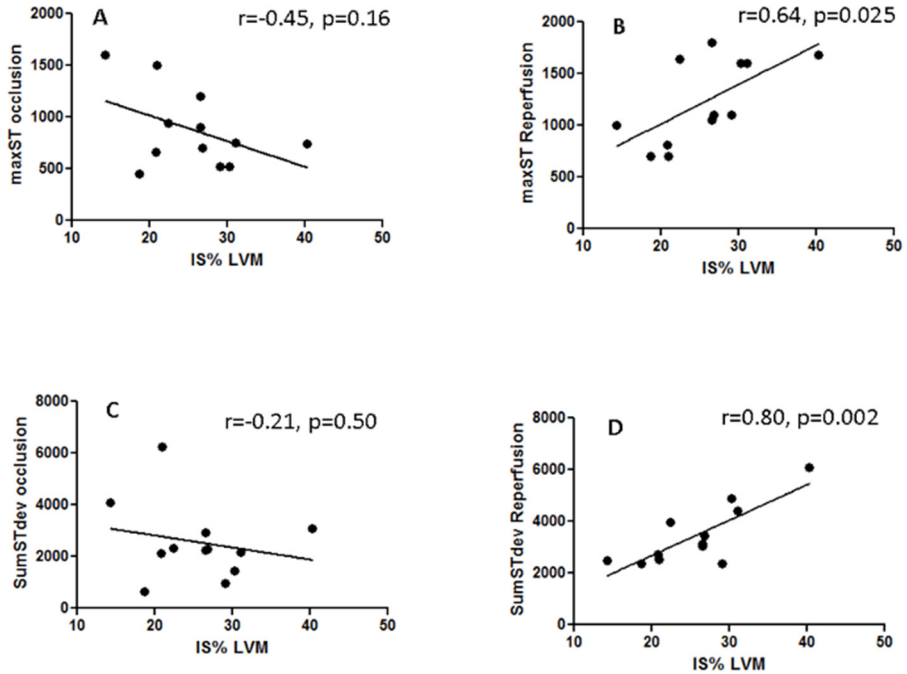 A
r=-0.45, p=0.16
maxST occlusion
2000
1500
1000
500
0
10 20 30 40 50
IS% LVM
B
r=0.64, p=0.025
maxST Reperfusion
2000
1500
1000
500
0
10 20 30 40 50
IS% LVM
C
r=-0.21, p=0.50
SumSTdev occlusion
8000
6000
4000
2000
0
10 20 30 40 50
IS% LVM
D
r=0.80, p=0.002
SumSTdev Reperfusion
8000
6000
4000
2000
0
10 20 30 40 50
IS% LVM